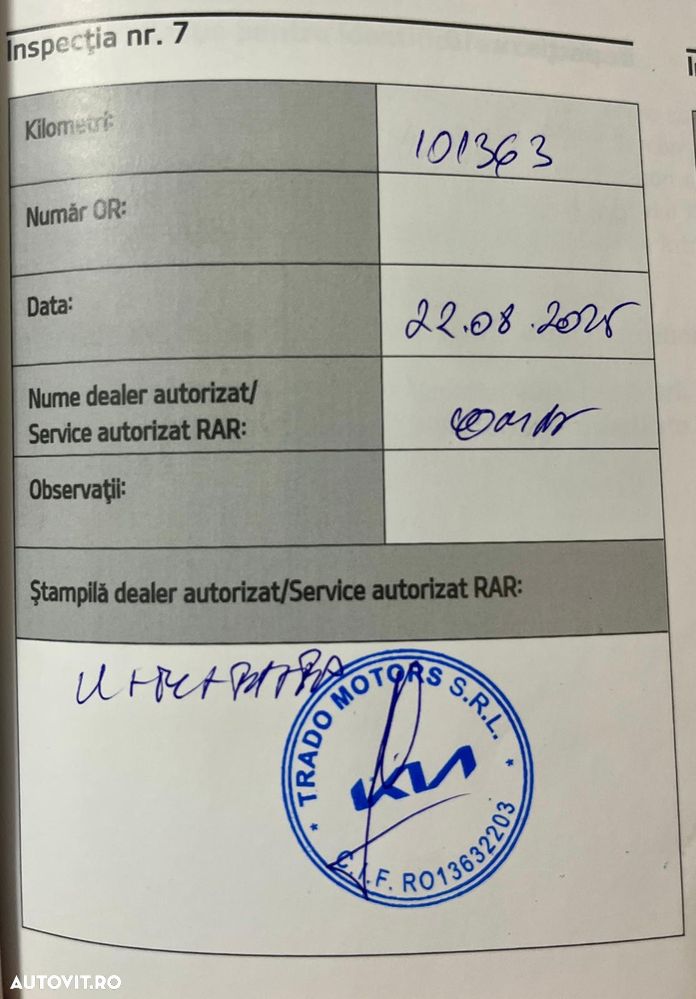 Inspecția nr. 7
Kilometri:
101363
Număr OR:
Data:
22.08.2025
Nume dealer autorizat/
Service autorizat RAR:
Observații:
Ştampilă dealer autorizat/Service autorizat RAR:
TRADO MOTORS S.R.L.
KIA
C.I.F. RO13632203
AUTOVIT.RO